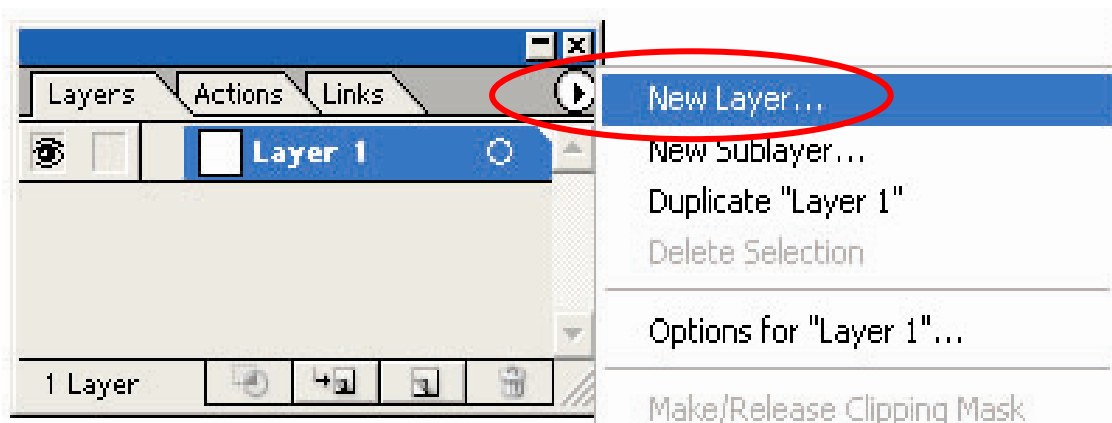 Layers Actions Links
Layer 1
1 Layer
New Layer...
New Sublayer...
Duplicate "Layer 1"
Delete Selection
Options for "Layer 1"...
Make/Release Clipping Mask